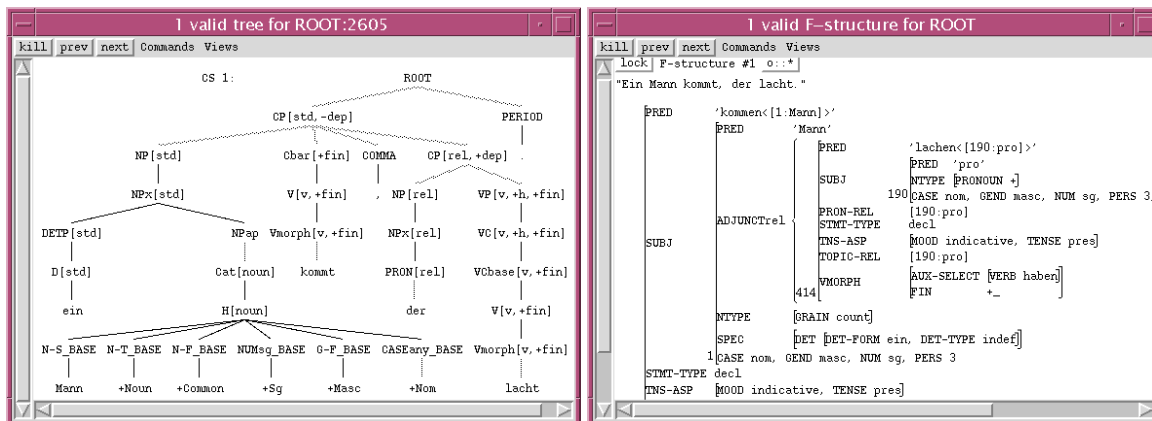 1 valid tree for ROOT:2605
kill prev next Commands Views
CS 1: ROOT
CP[std,-dep] PERIOD
NP[std] Cbar[+fin] COMMA CP[rel,+dep] .
NPx[std] V[v,+fin] , NP[rel] VP[v,+h,+fin]
DETP[std] NPap Vmorph[v,+fin] NPx[rel] VC[v,+h,+fin]
D[std] Cat[noun] kommt PRON[rel] VCbase[v,+fin]
ein H[noun] der V[v,+fin]
N-S_BASE N-T_BASE N-F_BASE NUMsg_BASE G-F_BASE CASEany_BASE Vmorph[v,+fin]
Mann +Noun +Common +Sg +Masc +Nom lacht
1 valid F-structure for ROOT
kill prev next Commands Views
lock F-structure #1 o::*
"Ein Mann kommt, der lacht."
PRED 'kommen<[1:Mann]>'
PRED 'Mann'
PRED 'lachen<[190:pro]>'
PRED 'pro'
SUBJ NTYPE [PRONOUN +]
190 CASE nom, GEND masc, NUM sg, PERS 3
PRON-REL [190:pro]
ADJUNCTrel STMT-TYPE decl
SUBJ TNS-ASP [MOOD indicative, TENSE pres]
TOPIC-REL [190:pro]
VMORPH [AUX-SELECT [VERB haben]
414 FIN +_]
NTYPE [GRAIN count]
SPEC [DET [DET-FORM ein, DET-TYPE indef]]
1 CASE nom, GEND masc, NUM sg, PERS 3
STMT-TYPE decl
TNS-ASP [MOOD indicative, TENSE pres]